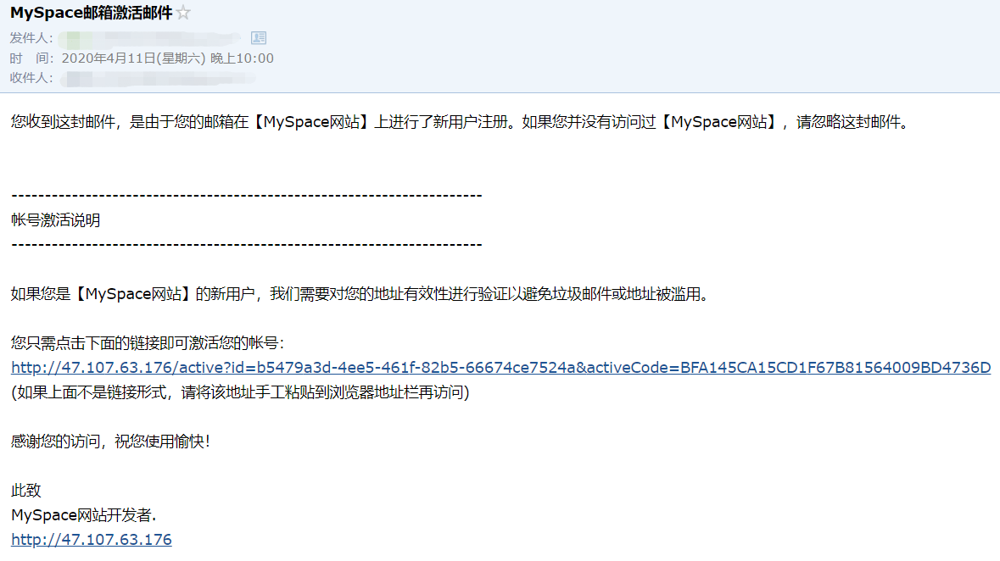 MySpace邮箱激活邮件☆
发件人:
时 间: 2020年4月11日(星期六) 晚上10:00
收件人:
您收到这封邮件，是由于您的邮箱在【MySpace网站】上进行了新用户注册。如果您并没有访问过【MySpace网站】，请忽略这封邮件。
----------------------------------------------------------------------
帐号激活说明
----------------------------------------------------------------------
如果您是【MySpace网站】的新用户，我们需要对您的地址有效性进行验证以避免垃圾邮件或地址被滥用。
您只需点击下面的链接即可激活您的帐号：
http://47.107.63.176/active?id=b5479a3d-4ee5-461f-82b5-66674ce7524a&activeCode=BFA145CA15CD1F67B81564009BD4736D
(如果上面不是链接形式，请将该地址手工粘贴到浏览器地址栏再访问)
感谢您的访问，祝您使用愉快！
此致
MySpace网站开发者.
http://47.107.63.176